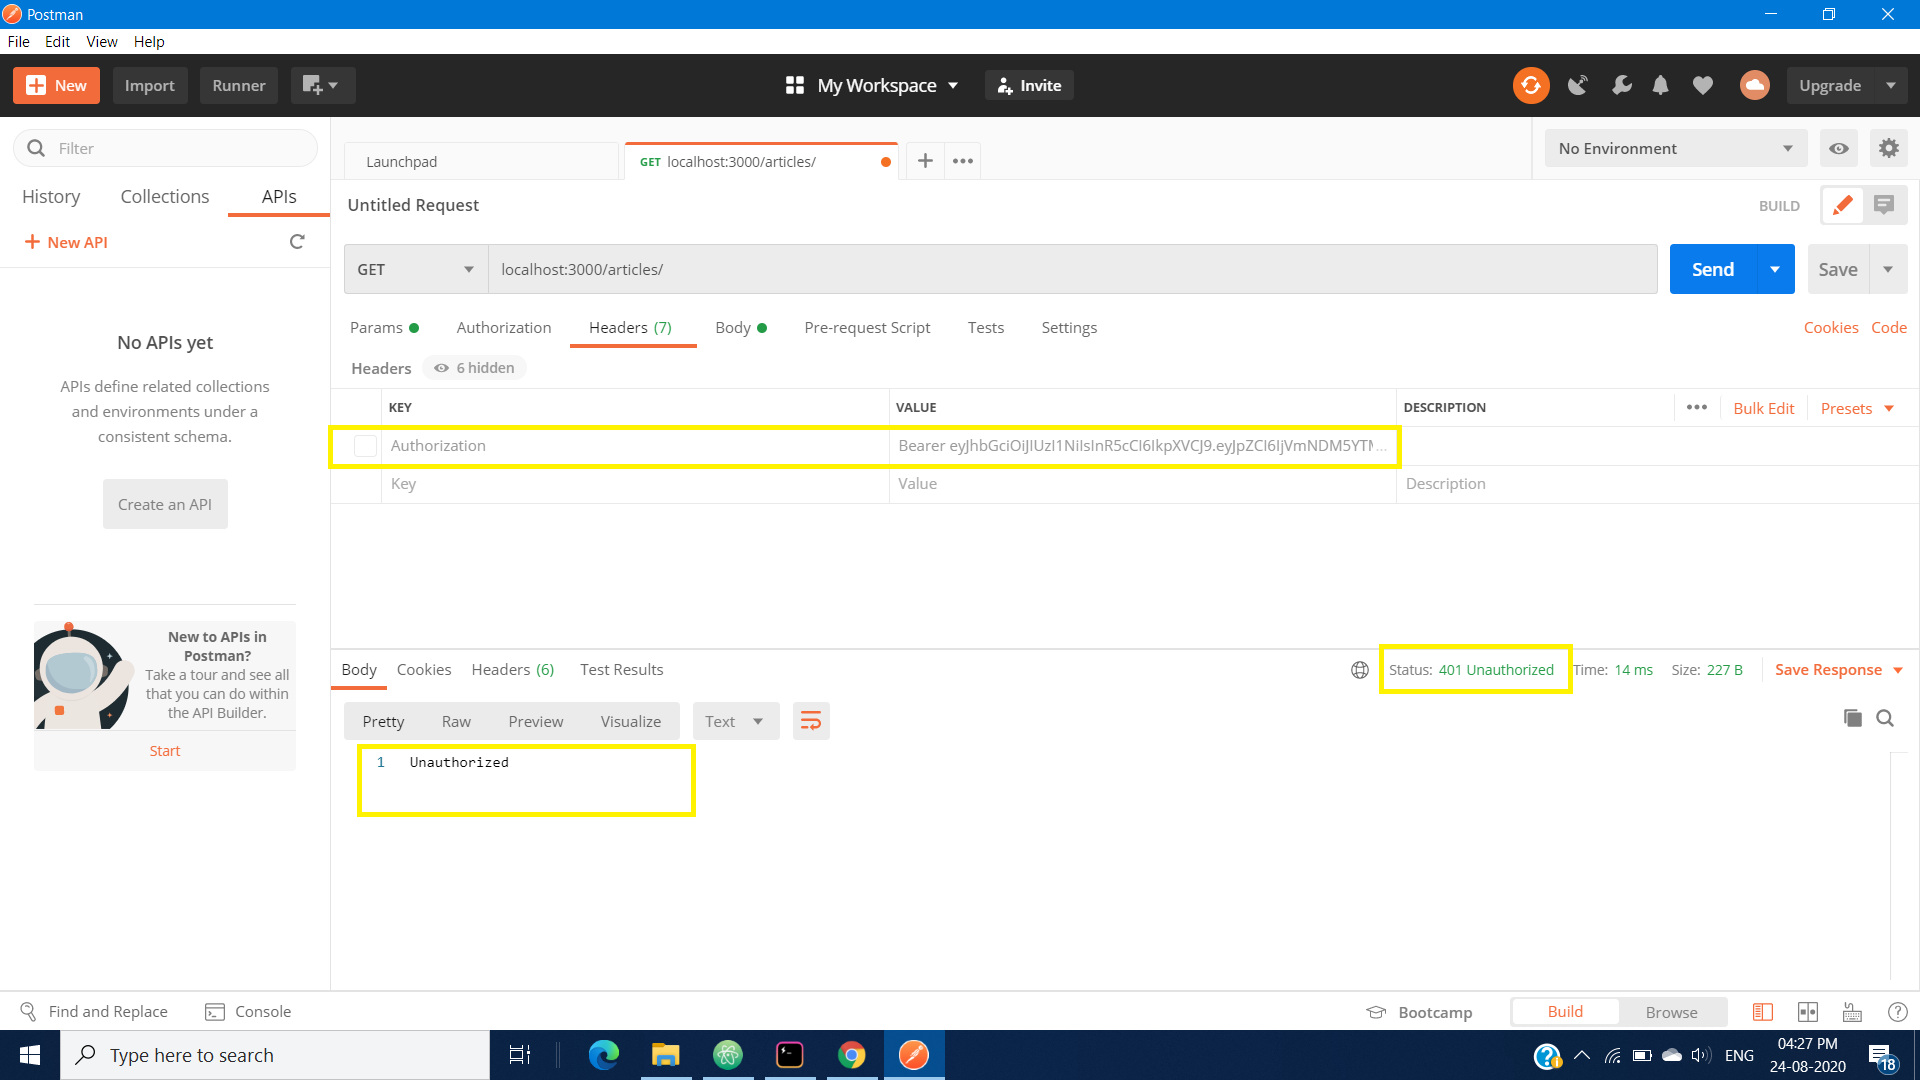 Postman
File Edit View Help
New Import Runner My Workspace Invite Upgrade
Filter
History Collections APIs
New API
No APIs yet
APIs define related collections
and environments under a
consistent schema.
Create an API
New to APIs in
Postman?
Take a tour and see all
that you can do within
the API Builder.
Start
Launchpad
GET localhost:3000/articles/
No Environment
Untitled Request
BUILD
GET localhost:3000/articles/
Send Save
Params Authorization Headers (7) Body Pre-request Script Tests Settings Cookies Code
Headers 6 hidden
KEY VALUE DESCRIPTION Bulk Edit Presets
Authorization Bearer
Key Value Description
Body Cookies Headers (6) Test Results Status: 401 Unauthorized Time: 14 ms Size: 227 B Save Response
Pretty Raw Preview Visualize Text
1 Unauthorized
Find and Replace Console Bootcamp Build Browse
Type here to search
ENG
04:27 PM
24-08-2020
18